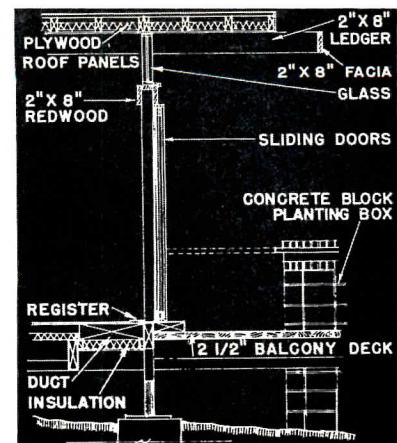 2" X 8"
LEDGER
PLYWOOD
ROOF PANELS
2" X 8" FACIA
GLASS
2" X 8"
REDWOOD
SLIDING DOORS
CONCRETE BLOCK
PLANTING BOX
REGISTER
2 1/2" BALCONY DECK
DUCT
INSULATION